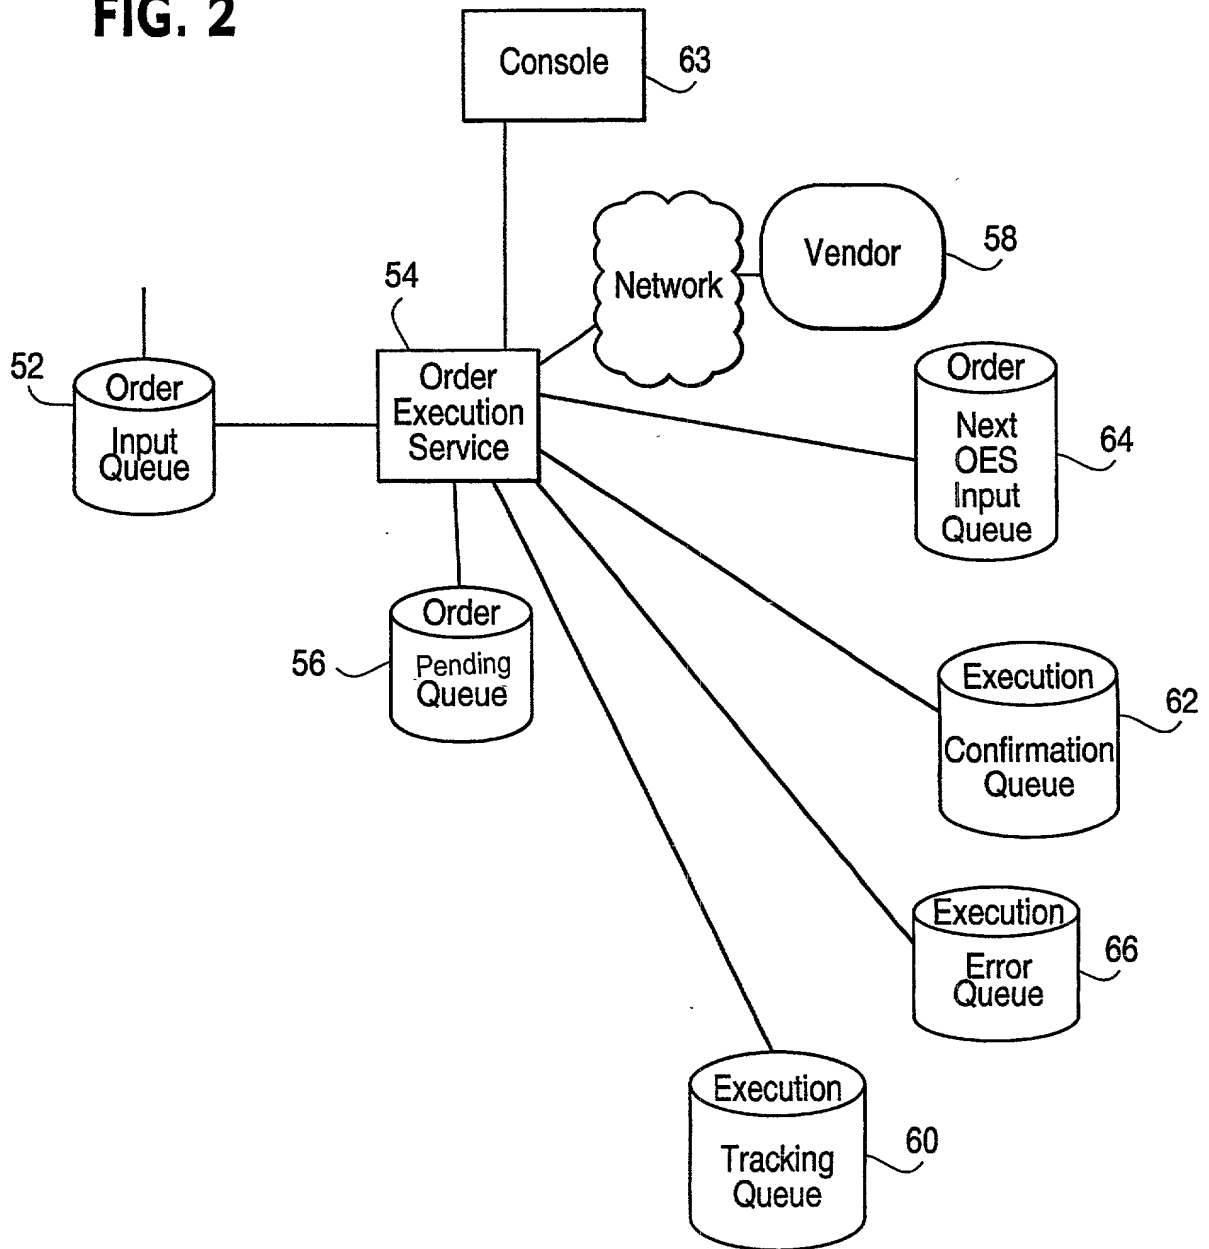 FIG. 2
Console
63
Network
Vendor
58
54
Order
Execution
Service
52
Order
Input
Queue
Order
Next
OES
Input
Queue
64
56
Order
Pending
Queue
Execution
Confirmation
Queue
62
Execution
Error
Queue
66
Execution
Tracking
Queue
60